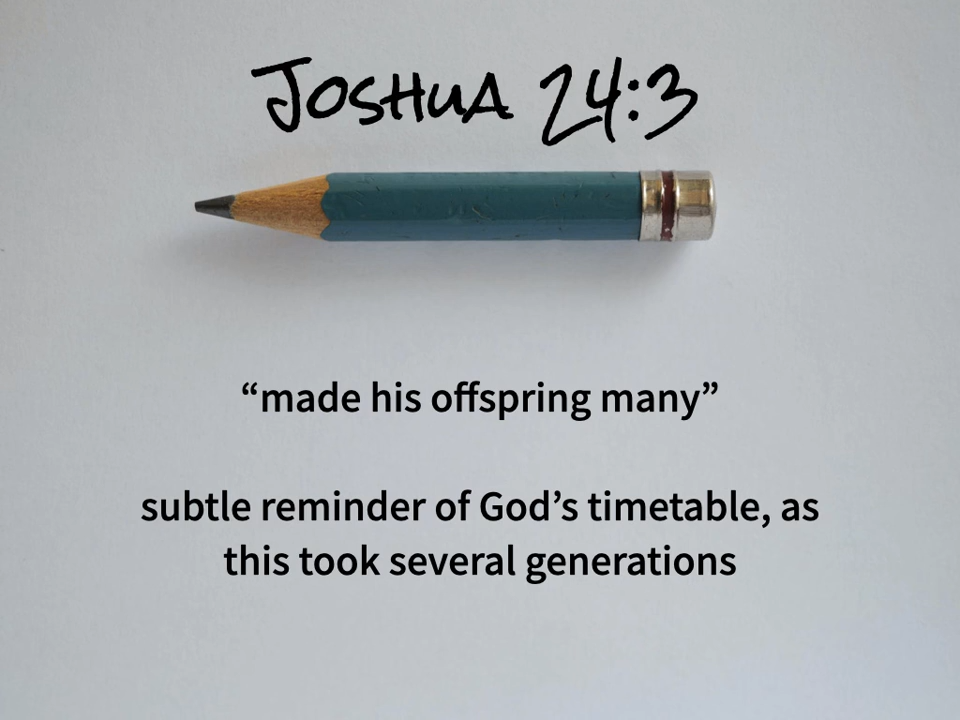 Joshua 24:3
“made his offspring many”
subtle reminder of God’s timetable, as
this took several generations